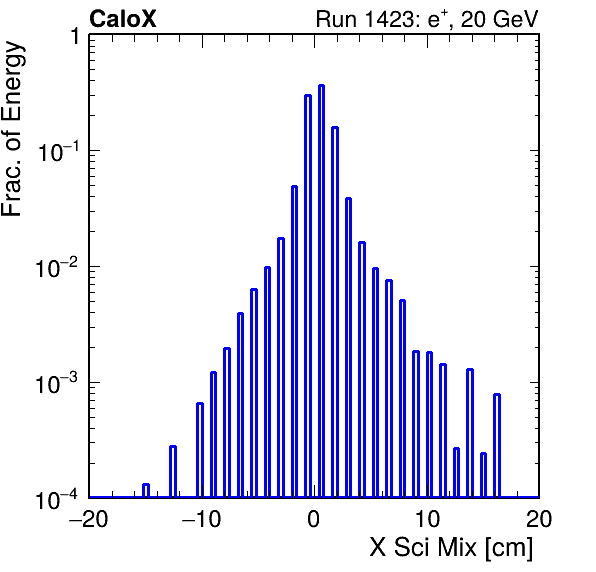 CaloX Run 1423: e⁺, 20 GeV
Frac. of Energy
1
10⁻¹
10⁻²
10⁻³
10⁻⁴
−20 −10 0 10 20
X Sci Mix [cm]